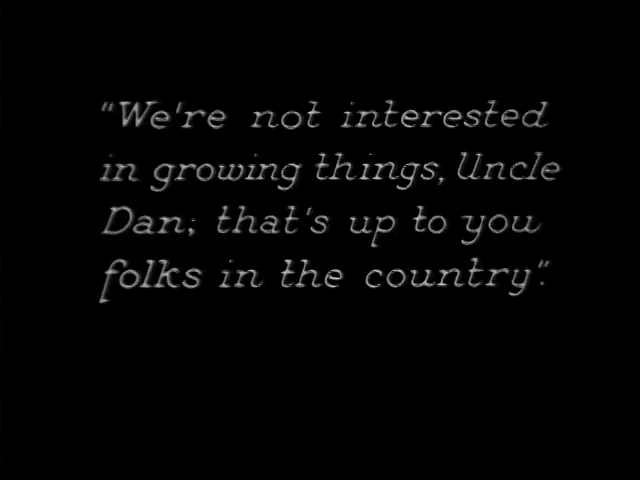 "We're not interested
in growing things, Uncle
Dan; that's up to you
folks in the country".